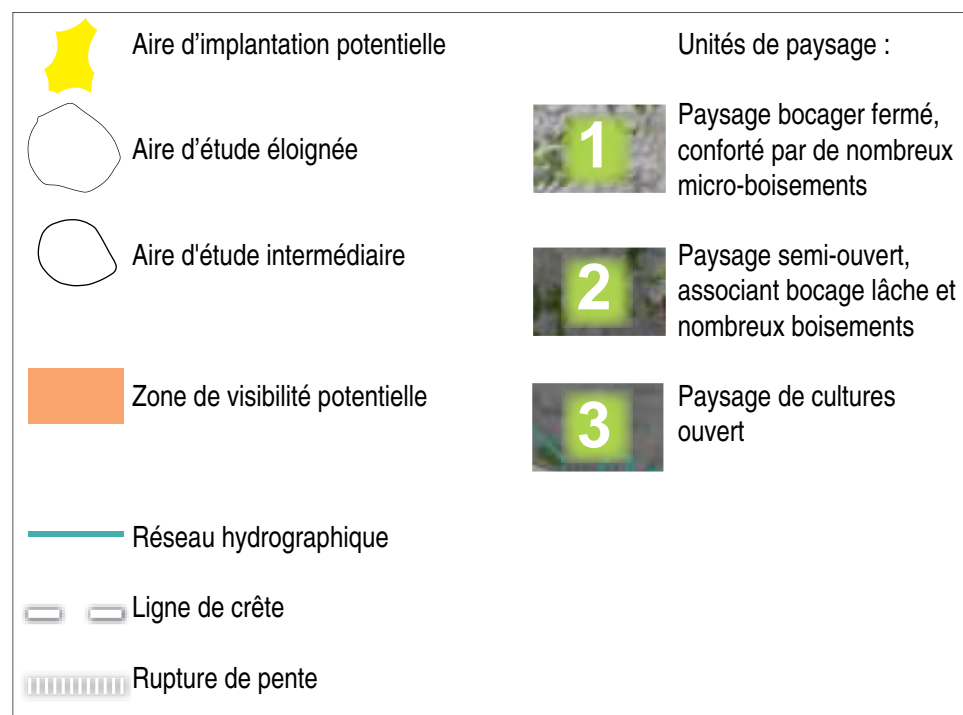 Aire d’implantation potentielle
Aire d’étude éloignée
Aire d'étude intermédiaire
Zone de visibilité potentielle
Réseau hydrographique
Ligne de crête
Rupture de pente
Unités de paysage :
1
Paysage bocager fermé,
conforté par de nombreux
micro-boisements
2
Paysage semi-ouvert,
associant bocage lâche et
nombreux boisements
3
Paysage de cultures
ouvert